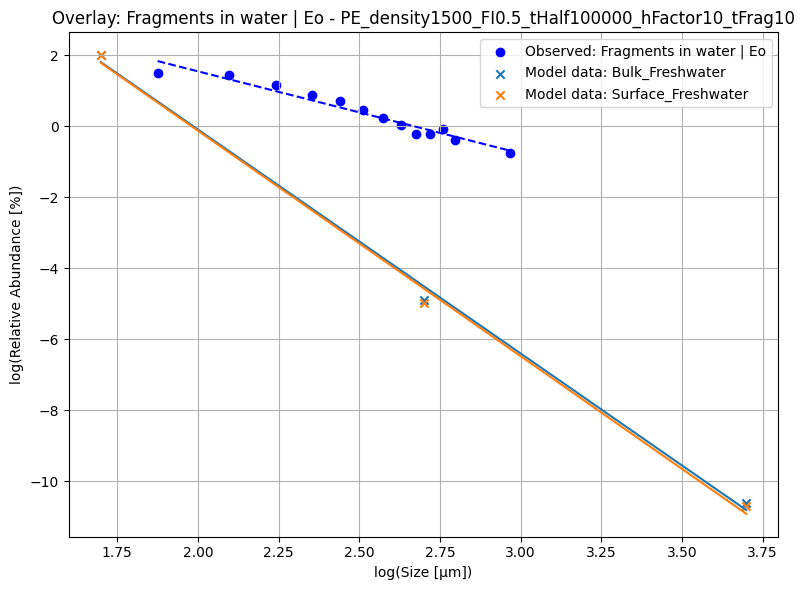 Overlay: Fragments in water | Eo - PE_density1500_FI0.5_tHalf100000_hFactor10_tFrag10
Observed: Fragments in water | Eo
Model data: Bulk_Freshwater
Model data: Surface_Freshwater
log(Relative Abundance [%])
2
0
−2
−4
−6
−8
−10
1.75 2.00 2.25 2.50 2.75 3.00 3.25 3.50 3.75
log(Size [μm])